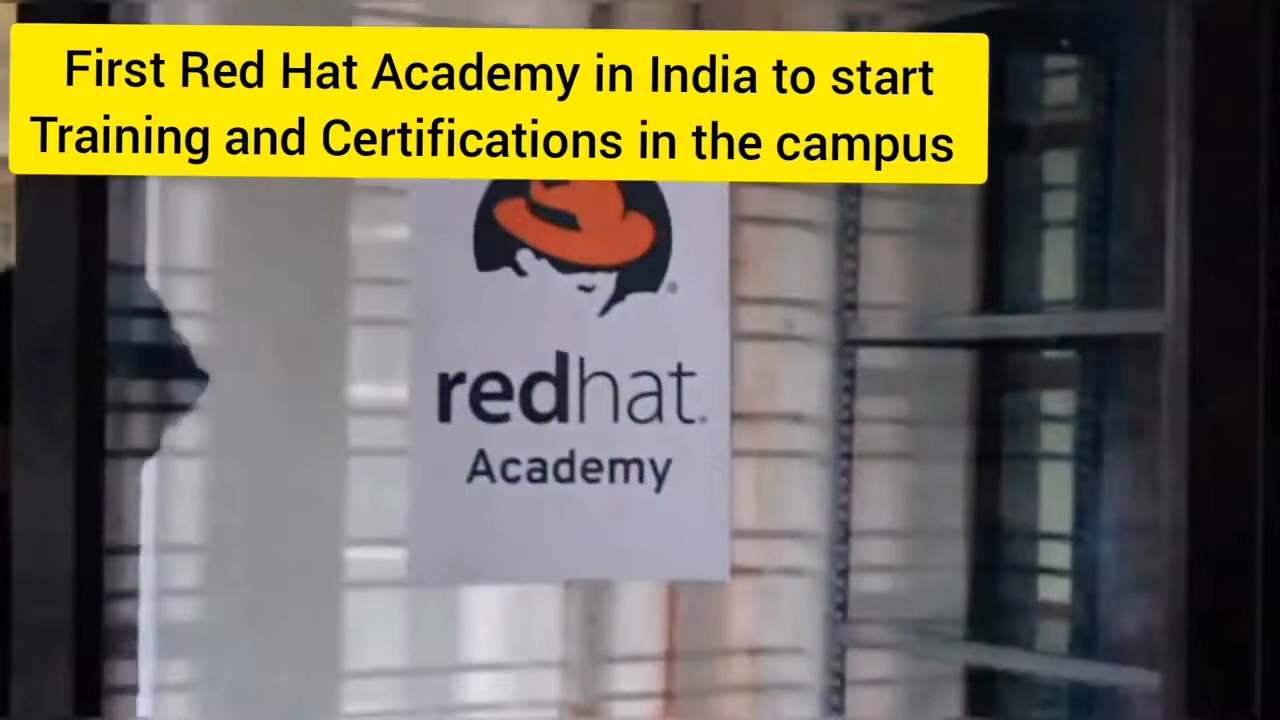 First Red Hat Academy in India to start
Training and Certifications in the campus
redhat.
Academy